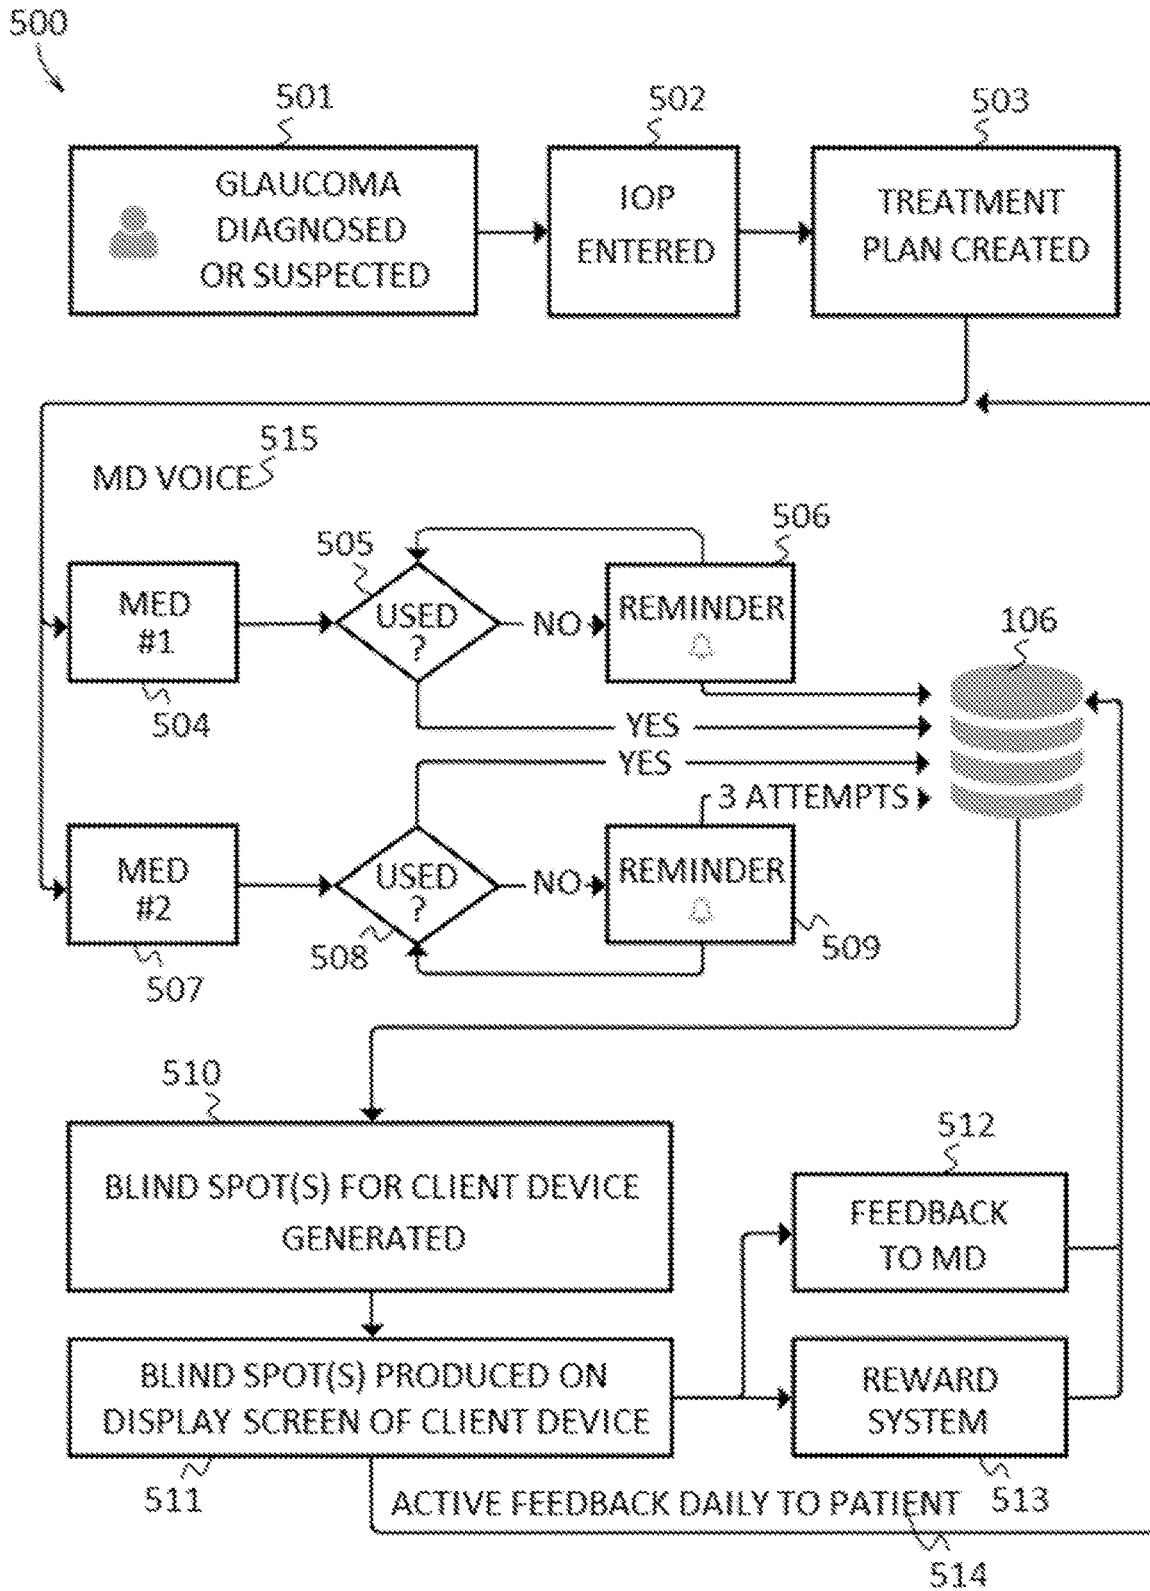 500
501
502
503
GLAUCOMA
DIAGNOSED
OR SUSPECTED
IOP
ENTERED
TREATMENT
PLAN CREATED
515
MD VOICE
505
506
MED
#1
USED
?
NO
REMINDER
504
106
YES
YES
3 ATTEMPTS
MED
#2
USED
?
NO
REMINDER
508
509
507
510
BLIND SPOT(S) FOR CLIENT DEVICE
GENERATED
512
FEEDBACK
TO MD
BLIND SPOT(S) PRODUCED ON
DISPLAY SCREEN OF CLIENT DEVICE
REWARD
SYSTEM
511
513
ACTIVE FEEDBACK DAILY TO PATIENT
514